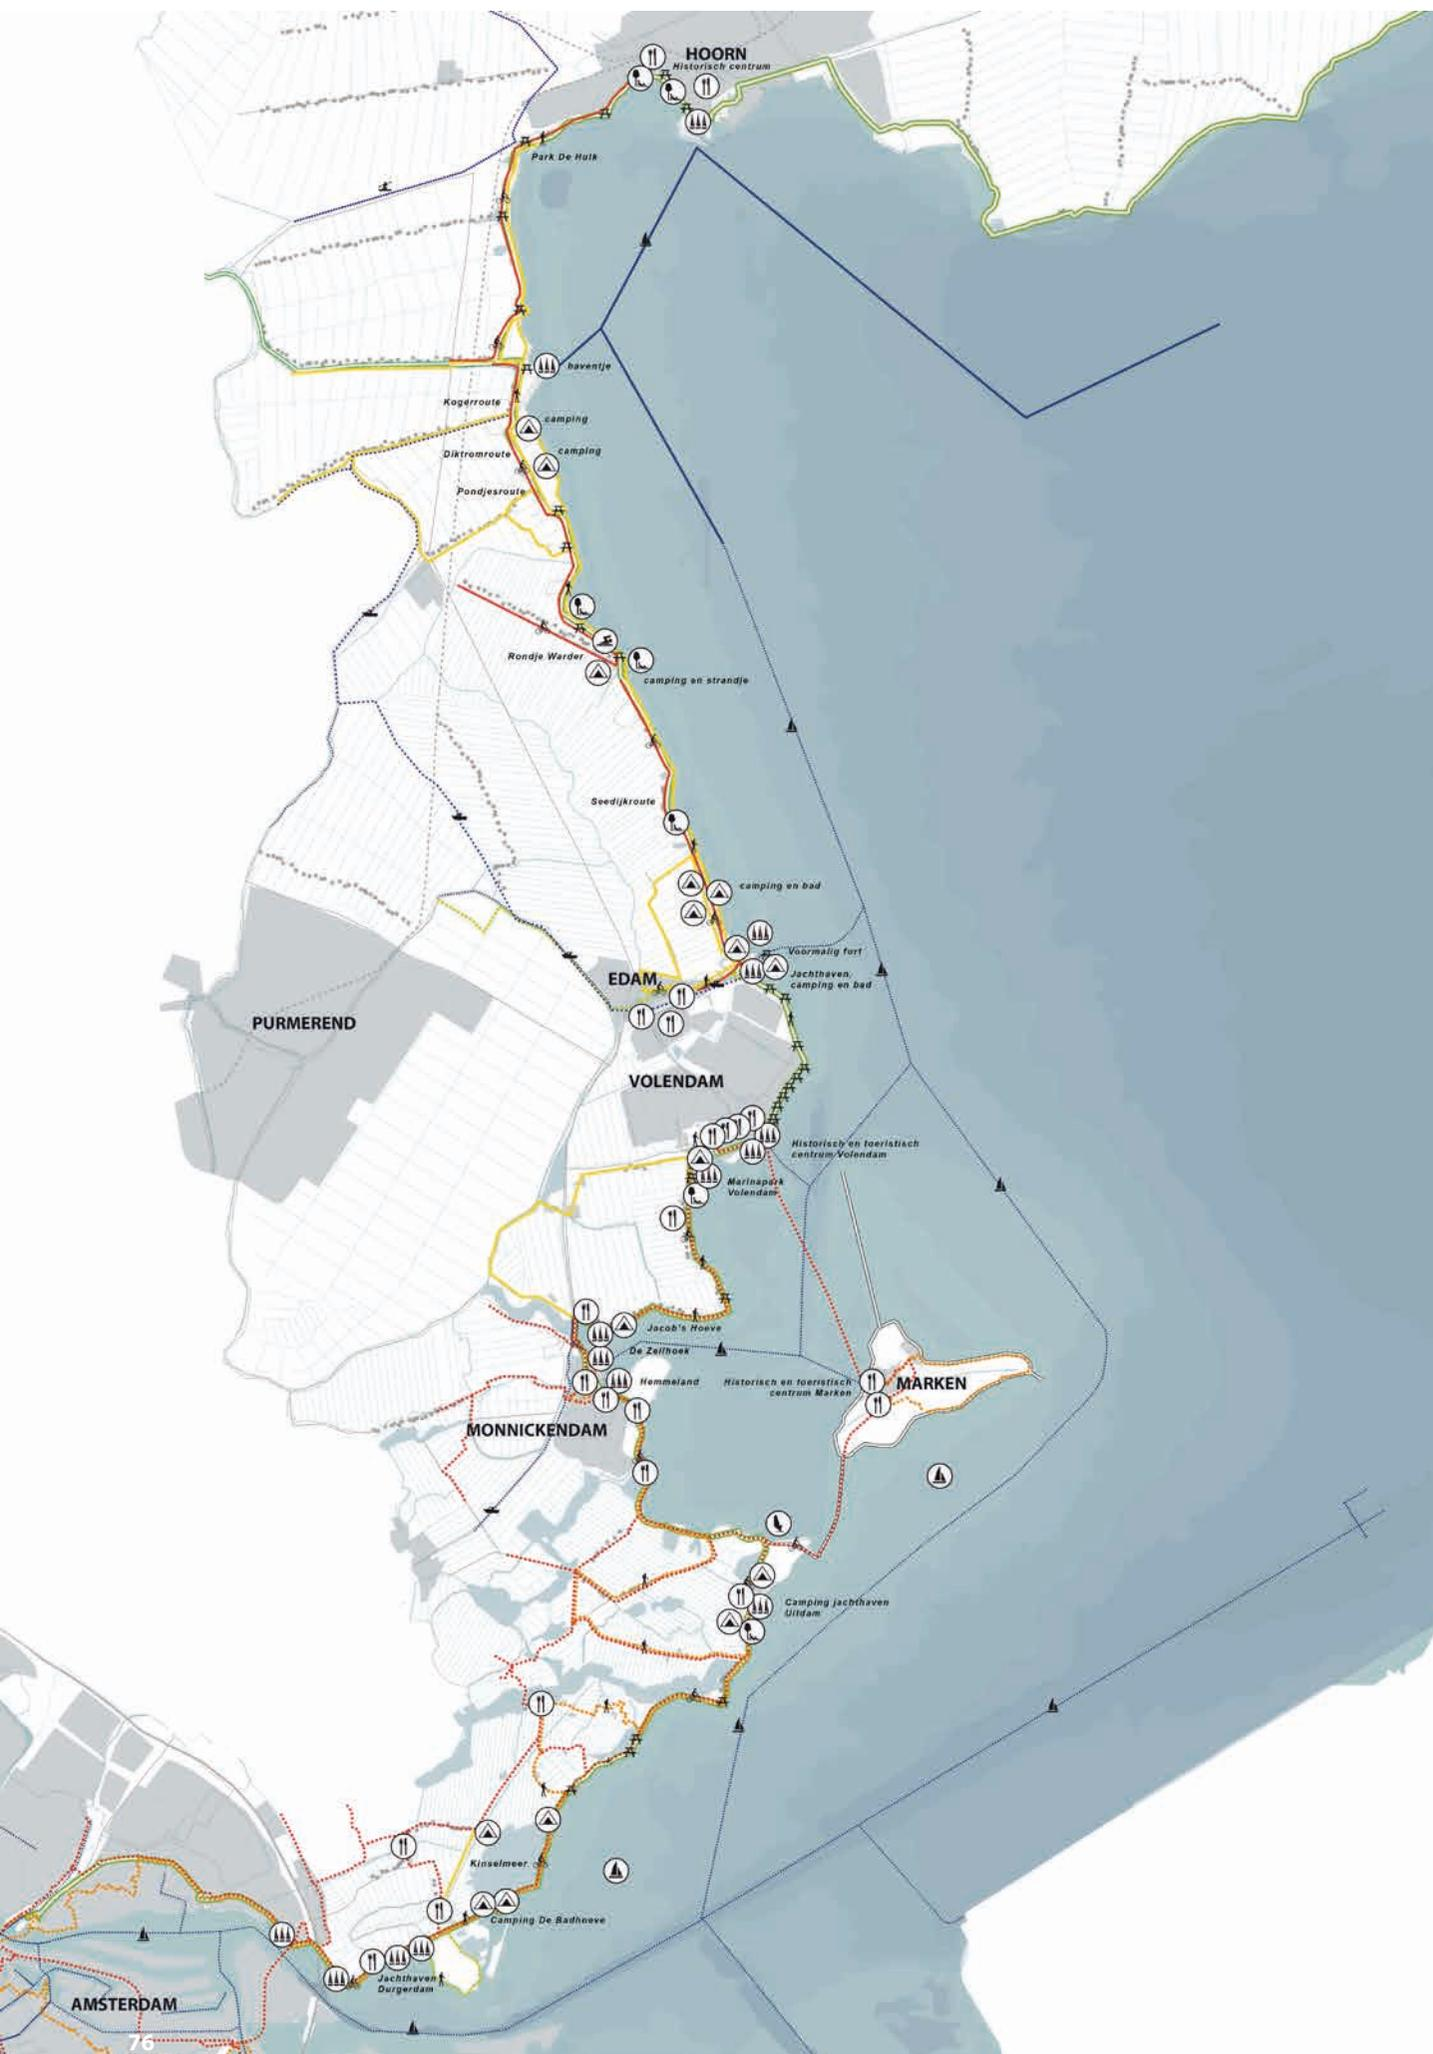 HOORN
Historisch centrum
Park De Hulk
haventje
Kogerroute
camping
Diktromroute
camping
Pondjesroute
Rondje Warder
camping en strandje
Seedijkroute
camping en bad
Voormalig fort
EDAM
Jachthaven,
camping en bad
PURMEREND
VOLENDAM
Historisch en toeristisch
centrum Volendam
Marinapark
Volendam
Jacob's Hoeve
De Zeilhoek
Hemmeland
Historisch en toeristisch
centrum Marken
MARKEN
MONNICKENDAM
Camping jachthaven
Uitdam
Kinselmeer
Camping De Badhoeve
Jachthaven
Durgerdam
AMSTERDAM
76